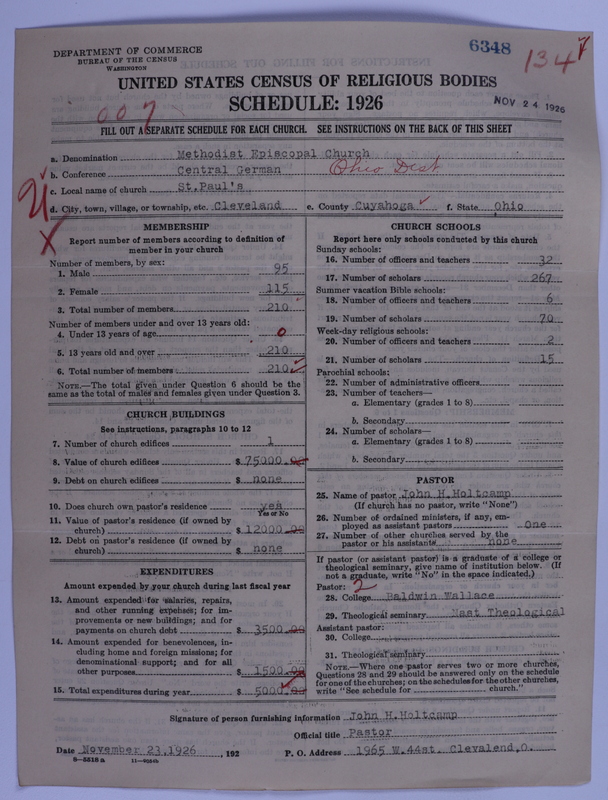 DEPARTMENT OF COMMERCE
BUREAU OF THE CENSUS
WASHINGTON
6348
134
UNITED STATES CENSUS OF RELIGIOUS BODIES
SCHEDULE: 1926
NOV 24 1926
007
FILL OUT A SEPARATE SCHEDULE FOR EACH CHURCH. SEE INSTRUCTIONS ON THE BACK OF THIS SHEET
a. Denomination Methodist Episcopal Church
b. Conference Central German Ohio Dist
c. Local name of church St.Paul's
d. City, town, village, or township, etc. Cleveland e. County Cuyahoga f. State Ohio
MEMBERSHIP
Report number of members according to definition of member in your church
Number of members, by sex:
1. Male 95
2. Female 115
3. Total number of members 210
Number of members under and over 13 years old:
4. Under 13 years of age 0
5. 13 years old and over 210
6. Total number of members 210
NOTE.—The total given under Question 6 should be
same as the total of males and females given under Question 3.
CHURCH BUILDINGS
See instructions, paragraphs 10 to 12
7. Number of church edifices 1
8. Value of church edifices $ 75000.00
9. Debt on church edifices $ none
10. Does church own pastor's residence yes
Yes or No
11. Value of pastor's residence (if owned by
church) $ 12000.00
12. Debt on pastor's residence (if owned by
church) $ none
EXPENDITURES
Amount expended by your church during last fiscal year
13. Amount expended for salaries, repairs,
and other running expenses; for im-
provements or new buildings; and for
payments on church debt $ 3500.00
14. Amount expended for benevolences, in-
cluding home and foreign missions; for
denominational support; and for all
other purposes $ 1500.00
15. Total expenditures during year $ 5000.00
CHURCH SCHOOLS
Report here only schools conducted by this church
Sunday schools:
16. Number of officers and teachers 32
17. Number of scholars 267
Summer vacation Bible schools:
18. Number of officers and teachers 6
19. Number of scholars 70
Week-day religious schools:
20. Number of officers and teachers 2
21. Number of scholars 15
Parochial schools:
22. Number of administrative officers
23. Number of teachers—
a. Elementary (grades 1 to 8)
b. Secondary
24. Number of scholars—
a. Elementary (grades 1 to 8)
b. Secondary
PASTOR
25. Name of pastor John H.Holtcamp
(If church has no pastor, write "None")
26. Number of ordained ministers, if any, em-
ployed as assistant pastors One
27. Number of other churches served by the
pastor or his assistants none
If pastor (or assistant pastor) is a graduate of a college or
theological seminary, give name of institution below. (If
not a graduate, write "No" in the space indicated.)
Pastor: 2
28. College Baldwin Wallace
29. Theological seminary Nast Theological
Assistant pastor:
30. College
31. Theological seminary
NOTE.—Where one pastor serves two or more churches,
Questions 28 and 29 should be answered only on the schedule
for one of the churches; on the schedules for the other churches,
write "See schedule for church."
Signature of person furnishing information John H.Holtcamp
Official title Pastor
Date November 23.1926, 192 P. O. Address 1965 W.44st. Clevalend,O.
8—5518 a